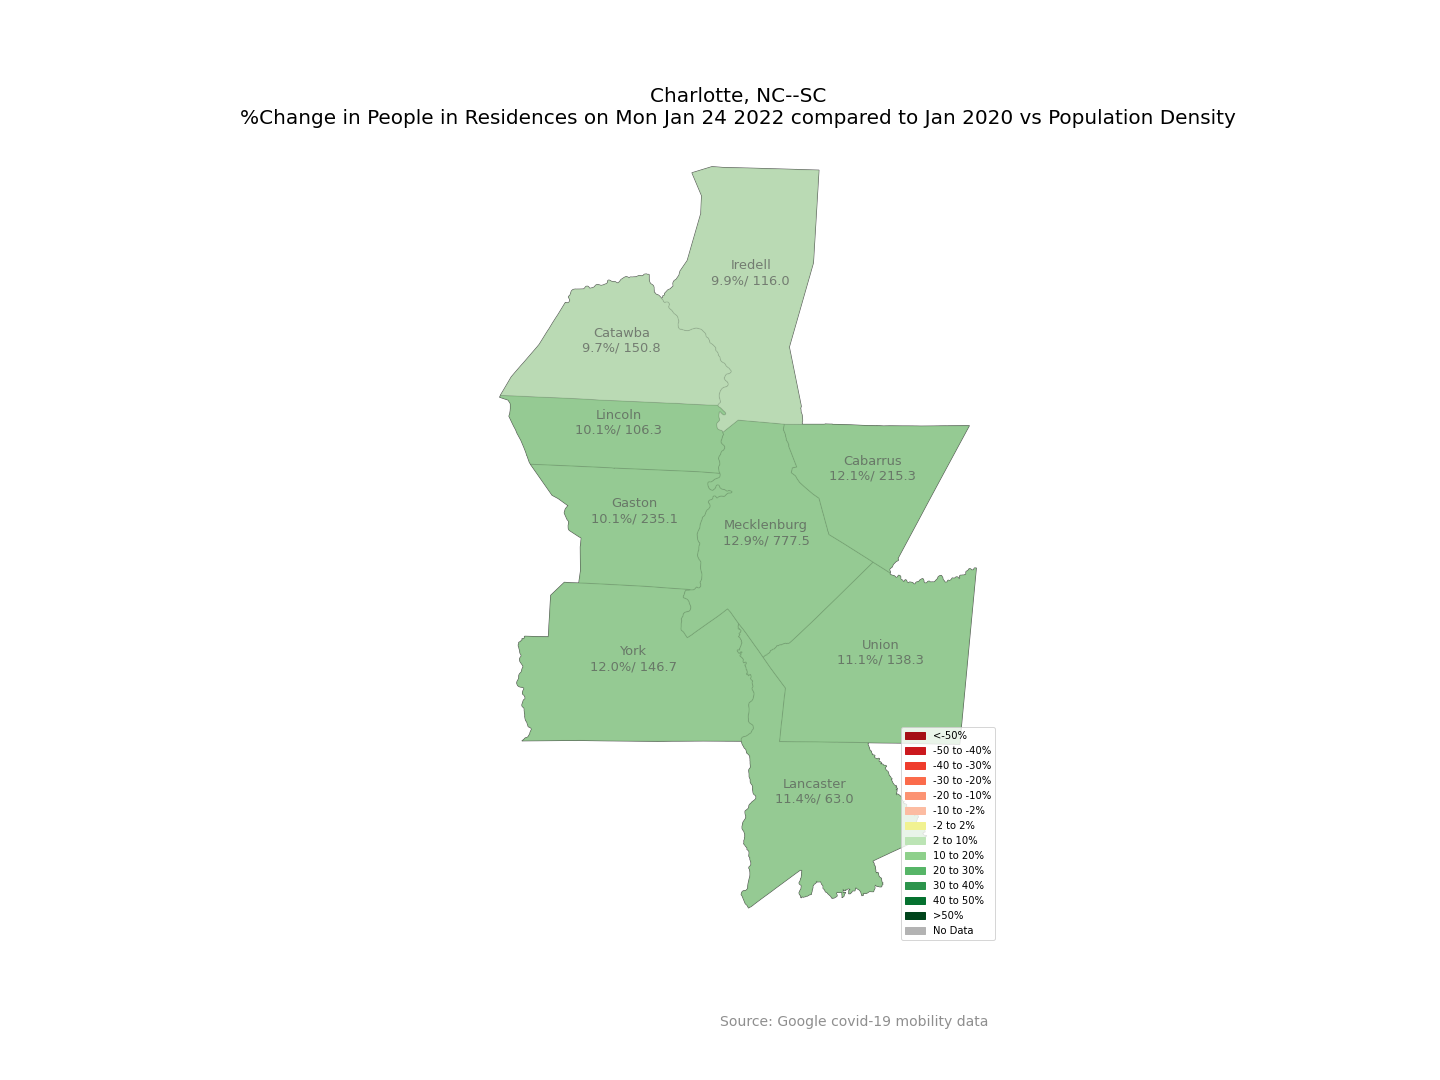 Charlotte, NC--SC
%Change in People in Residences on Mon Jan 24 2022 compared to Jan 2020 vs Population Density
Iredell
9.9%/ 116.0
Catawba
9.7%/ 150.8
Lincoln
10.1%/ 106.3
Cabarrus
12.1%/ 215.3
Gaston
10.1%/ 235.1
Mecklenburg
12.9%/ 777.5
York
12.0%/ 146.7
Union
11.1%/ 138.3
Lancaster
11.4%/ 63.0
<-50%
-50 to -40%
-40 to -30%
-30 to -20%
-20 to -10%
-10 to -2%
-2 to 2%
2 to 10%
10 to 20%
20 to 30%
30 to 40%
40 to 50%
>50%
No Data
Source: Google covid-19 mobility data